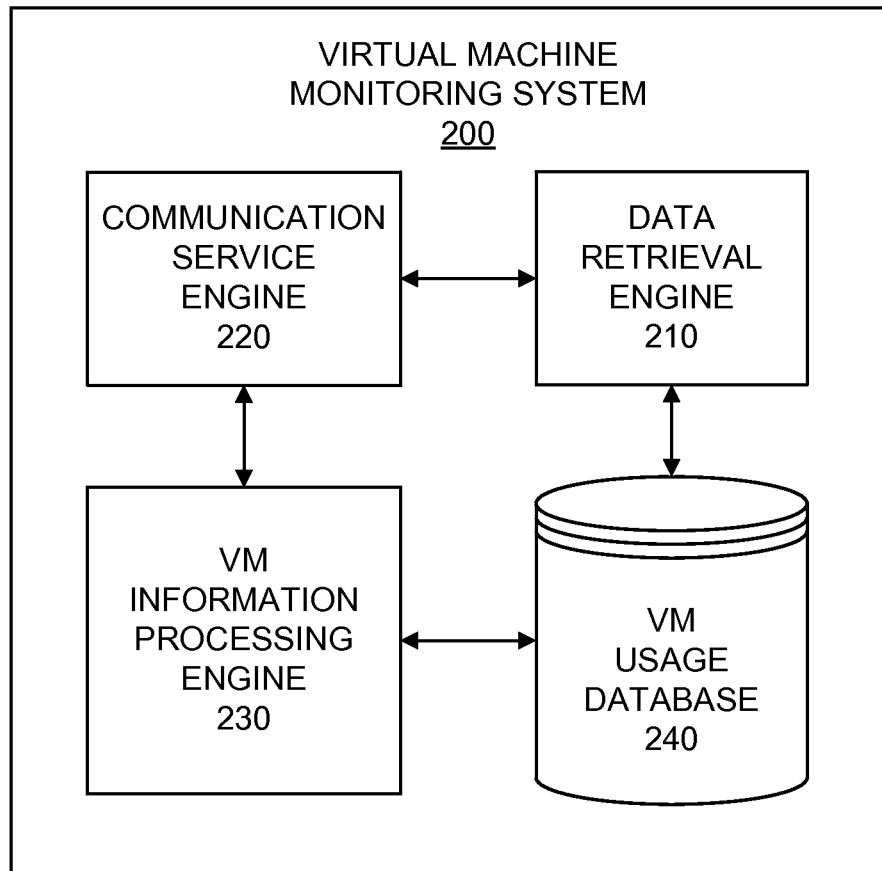 VIRTUAL MACHINE
MONITORING SYSTEM
200
COMMUNICATION
SERVICE
ENGINE
220
DATA
RETRIEVAL
ENGINE
210
VM
INFORMATION
PROCESSING
ENGINE
230
VM
USAGE
DATABASE
240